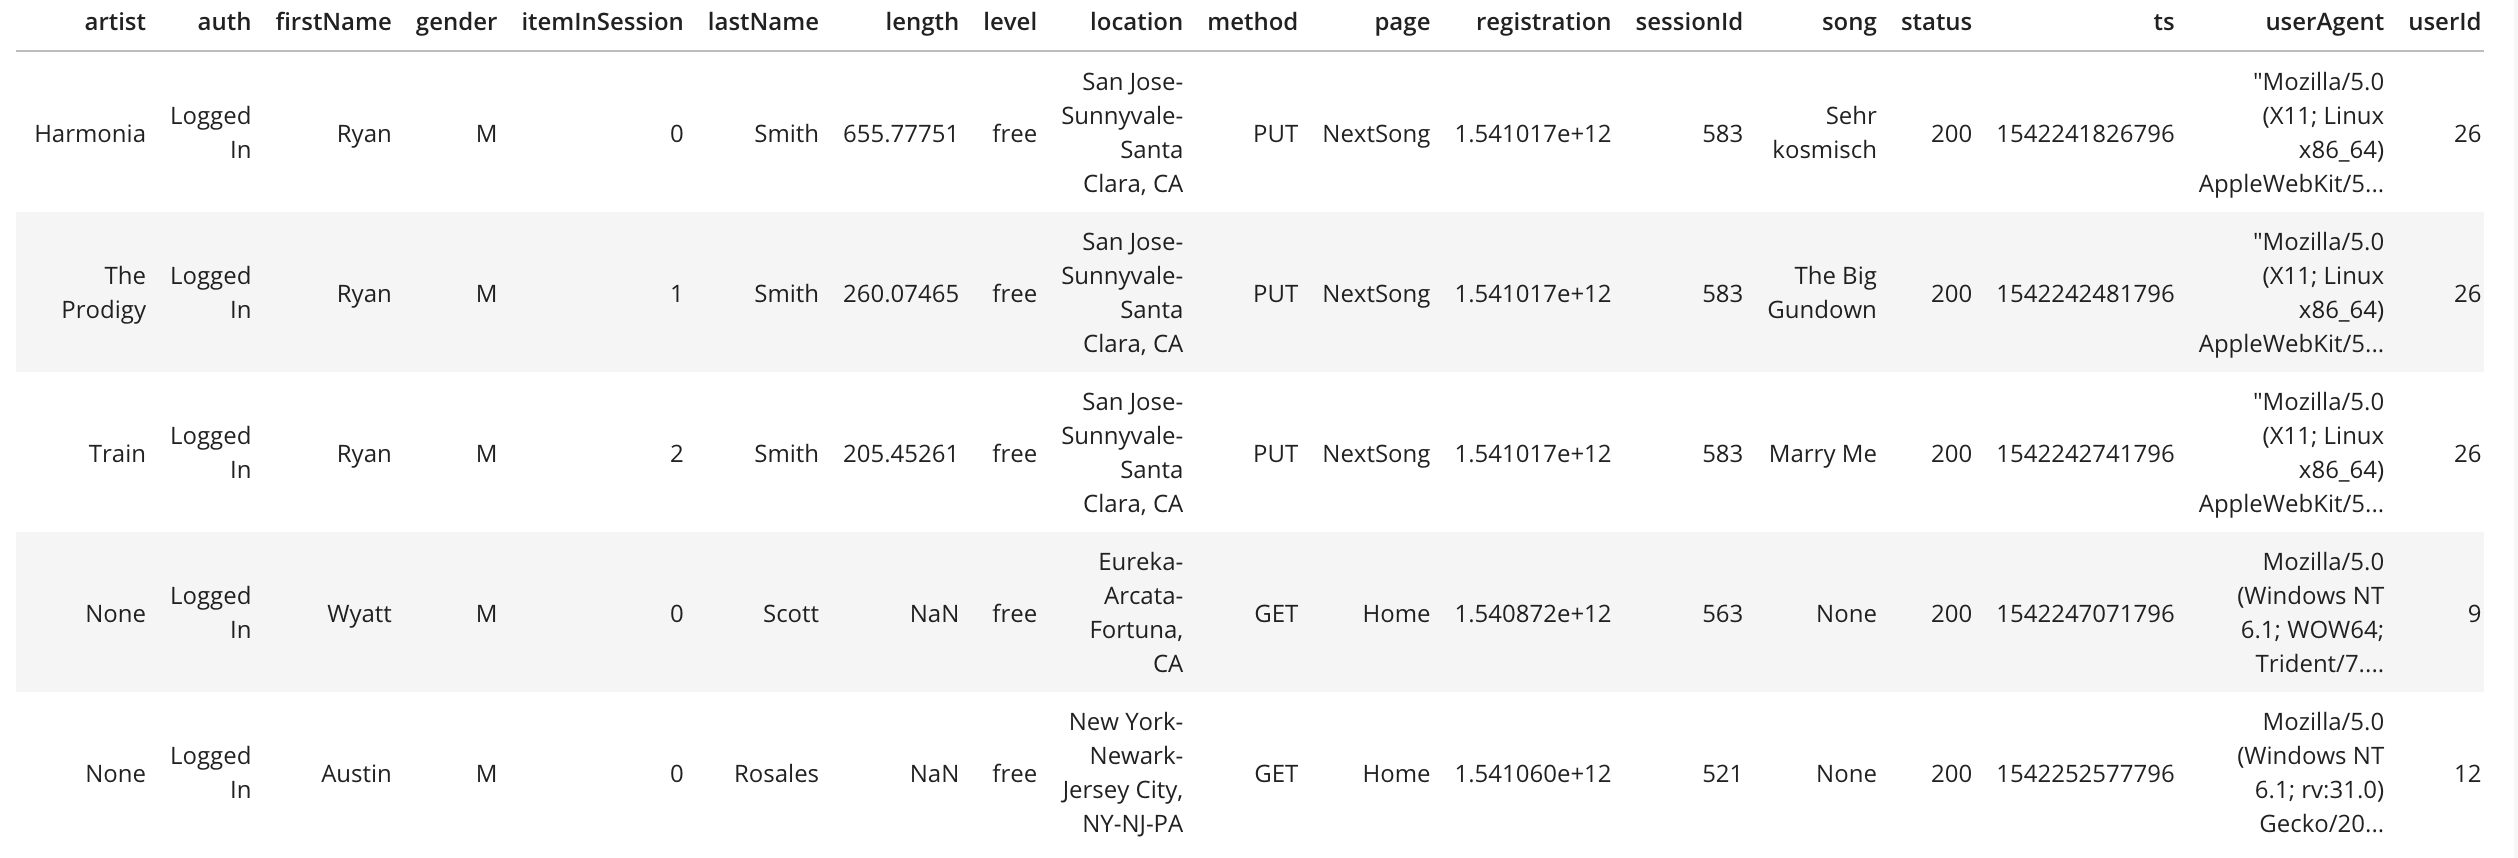 artist auth firstName gender itemInSession lastName length level location method page registration sessionId song status ts userAgent userId
Harmonia Logged In Ryan M 0 Smith 655.77751 free San Jose-Sunnyvale-Santa Clara, CA PUT NextSong 1.541017e+12 583 Sehr kosmisch 200 1542241826796 "Mozilla/5.0 (X11; Linux x86_64) AppleWebKit/5... 26
The Prodigy Logged In Ryan M 1 Smith 260.07465 free San Jose-Sunnyvale-Santa Clara, CA PUT NextSong 1.541017e+12 583 The Big Gundown 200 1542242481796 "Mozilla/5.0 (X11; Linux x86_64) AppleWebKit/5... 26
Train Logged In Ryan M 2 Smith 205.45261 free San Jose-Sunnyvale-Santa Clara, CA PUT NextSong 1.541017e+12 583 Marry Me 200 1542242741796 "Mozilla/5.0 (X11; Linux x86_64) AppleWebKit/5... 26
None Logged In Wyatt M 0 Scott NaN free Eureka-Arcata-Fortuna, CA GET Home 1.540872e+12 563 None 200 1542247071796 Mozilla/5.0 (Windows NT 6.1; WOW64; Trident/7.... 9
None Logged In Austin M 0 Rosales NaN free New York-Newark-Jersey City, NY-NJ-PA GET Home 1.541060e+12 521 None 200 1542252577796 Mozilla/5.0 (Windows NT 6.1; rv:31.0) Gecko/20... 12